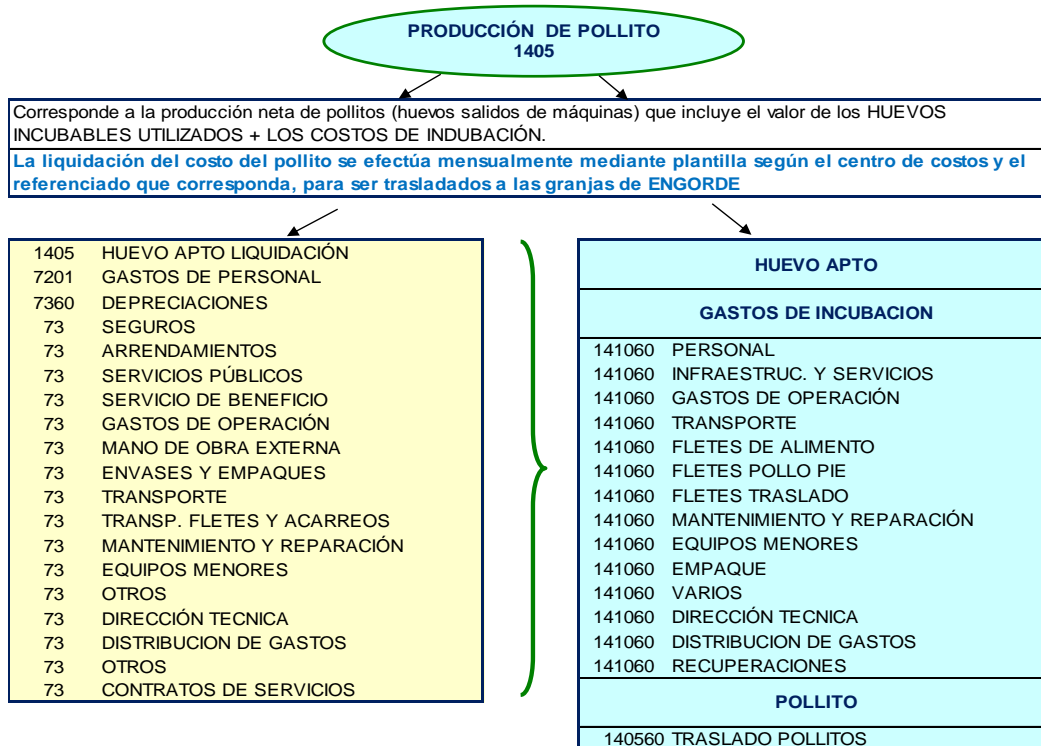 PRODUCCIÓN DE POLLITO
1405
Corresponde a la producción neta de pollitos (huevos salidos de máquinas) que incluye el valor de los HUEVOS
INCUBABLES UTILIZADOS + LOS COSTOS DE INDUBACIÓN.
La liquidación del costo del pollito se efectúa mensualmente mediante plantilla según el centro de costos y el
referenciado que corresponda, para ser trasladados a las granjas de ENGORDE
1405 HUEVO APTO LIQUIDACIÓN
7201 GASTOS DE PERSONAL
7360 DEPRECIACIONES
73 SEGUROS
73 ARRENDAMIENTOS
73 SERVICIOS PÚBLICOS
73 SERVICIO DE BENEFICIO
73 GASTOS DE OPERACIÓN
73 MANO DE OBRA EXTERNA
73 ENVASES Y EMPAQUES
73 TRANSPORTE
73 TRANSP. FLETES Y ACARREOS
73 MANTENIMIENTO Y REPARACIÓN
73 EQUIPOS MENORES
73 OTROS
73 DIRECCIÓN TECNICA
73 DISTRIBUCION DE GASTOS
73 OTROS
73 CONTRATOS DE SERVICIOS
HUEVO APTO
GASTOS DE INCUBACION
141060 PERSONAL
141060 INFRAESTRUC. Y SERVICIOS
141060 GASTOS DE OPERACIÓN
141060 TRANSPORTE
141060 FLETES DE ALIMENTO
141060 FLETES POLLO PIE
141060 FLETES TRASLADO
141060 MANTENIMIENTO Y REPARACIÓN
141060 EQUIPOS MENORES
141060 EMPAQUE
141060 VARIOS
141060 DIRECCIÓN TECNICA
141060 DISTRIBUCION DE GASTOS
141060 RECUPERACIONES
POLLITO
140560 TRASLADO POLLITOS